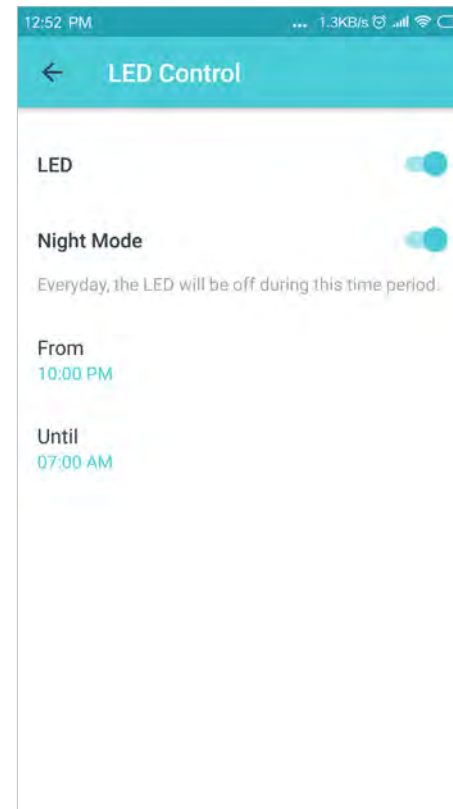 12:52 PM ... 1.3KB/s
LED Control
LED
Night Mode
Everyday, the LED will be off during this time period.
From
10:00 PM
Until
07:00 AM